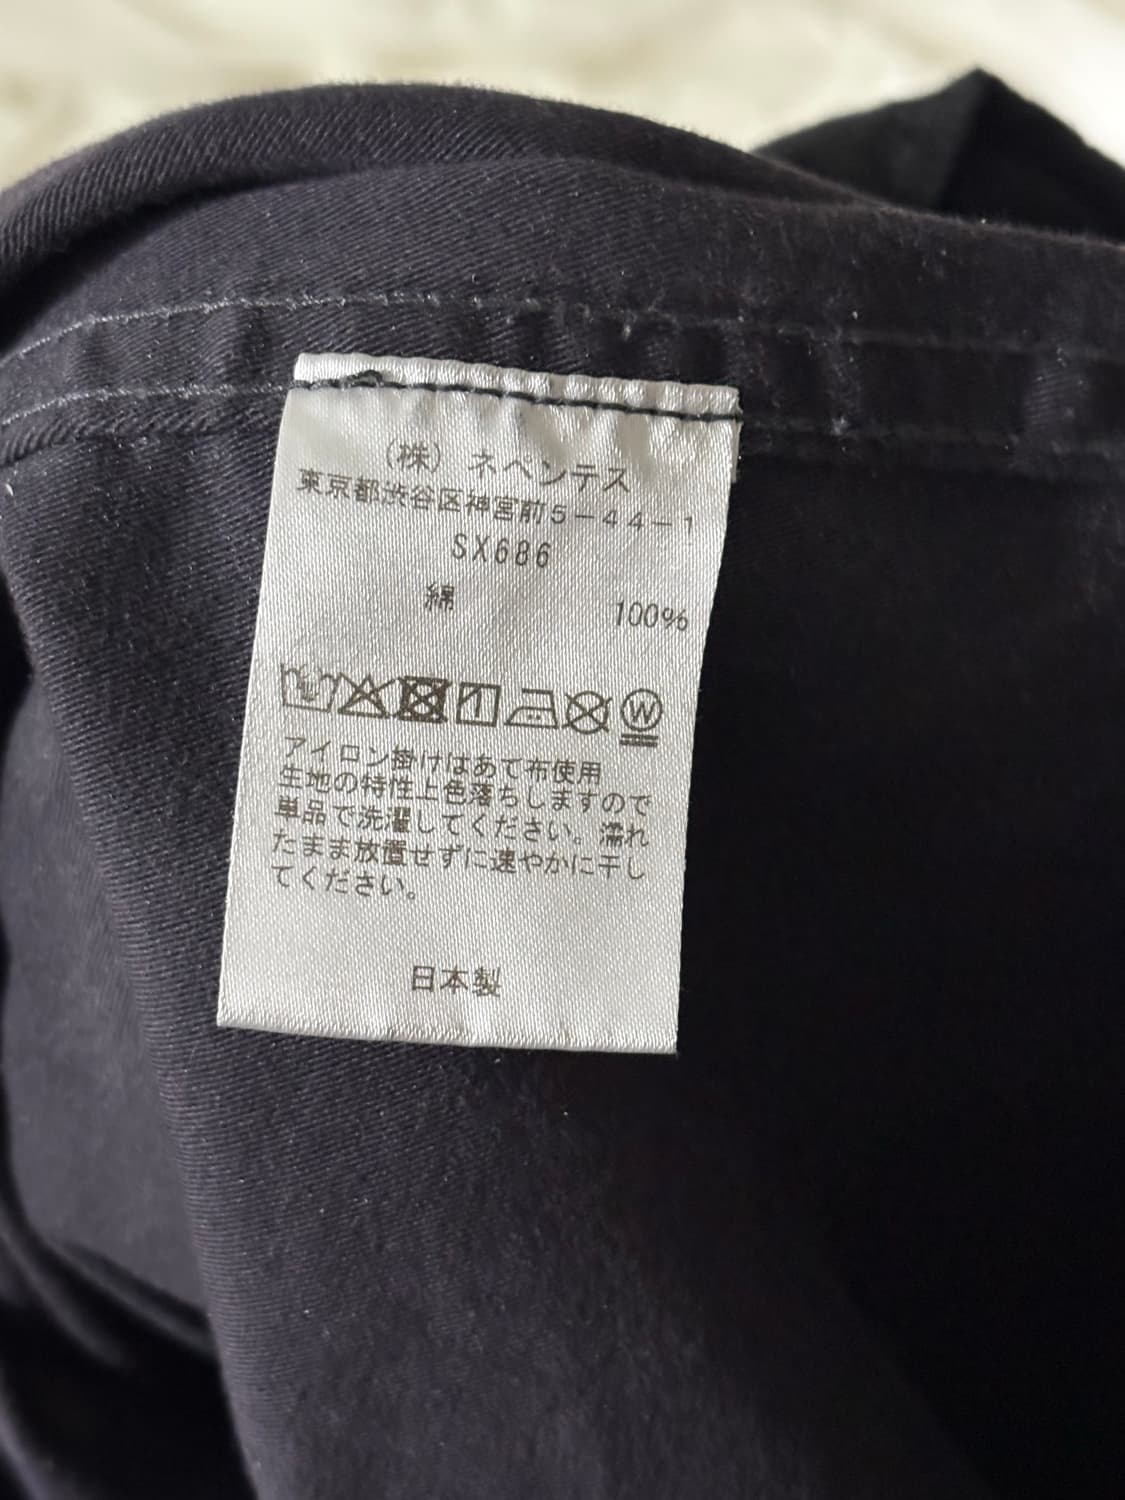 (株) ネペンテス
東京都渋谷区神宮前5-44-1
SX686
綿 100%
W
アイロン掛けはあて布使用
生地の特性上色落ちしますので
単品で洗濯してください。濡れ
たまま放置せずに速やかに干し
てください。
日本製